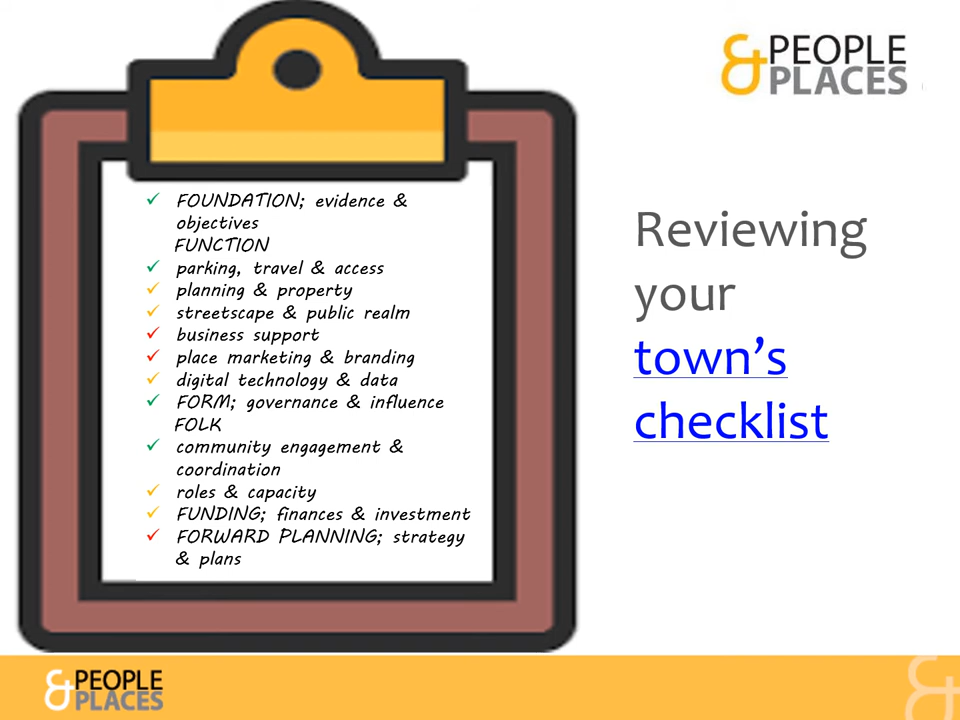 & PEOPLE
PLACES
✓ FOUNDATION; evidence &
objectives
FUNCTION
✓ parking, travel & access
✓ planning & property
✓ streetscape & public realm
✓ business support
✓ place marketing & branding
✓ digital technology & data
✓ FORM; governance & influence
FOLK
✓ community engagement &
coordination
✓ roles & capacity
✓ FUNDING; finances & investment
✓ FORWARD PLANNING; strategy
& plans
Reviewing
your
town’s
checklist
& PEOPLE
PLACES
&